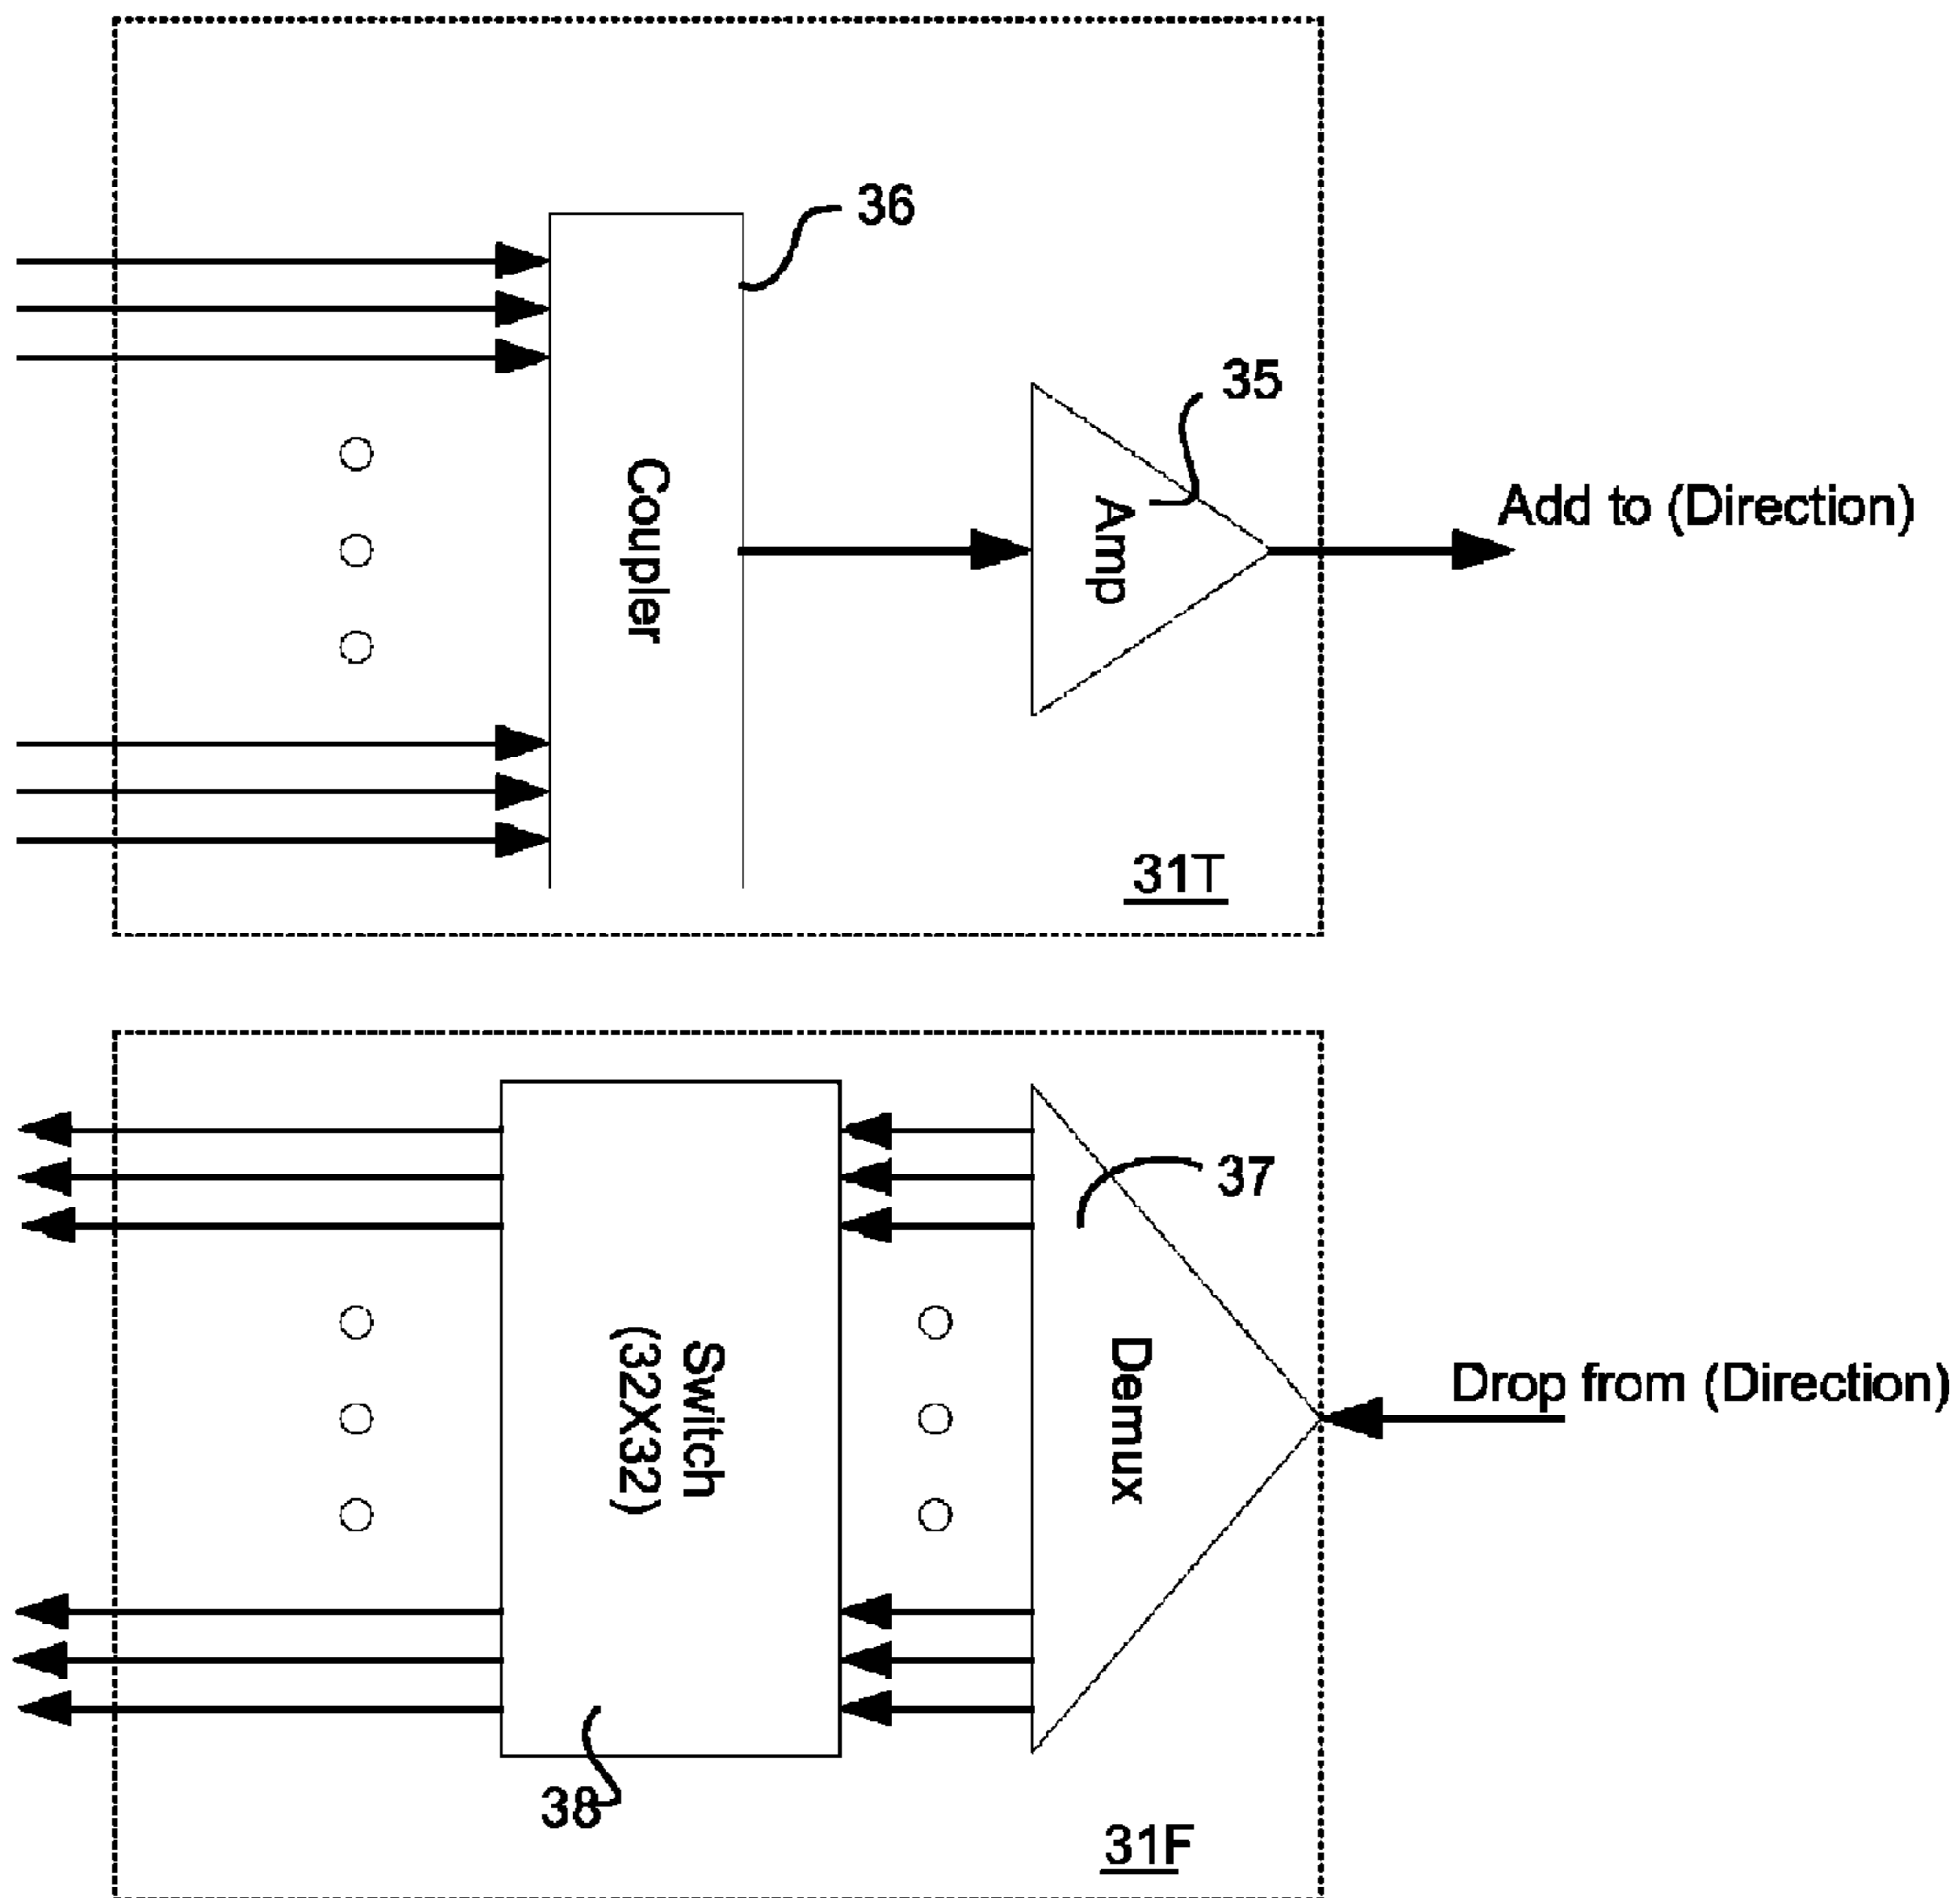 36
35
Coupler
Amp
Add to (Direction)
31T
37
Switch
(32X32)
Demux
Drop from (Direction)
38
31F